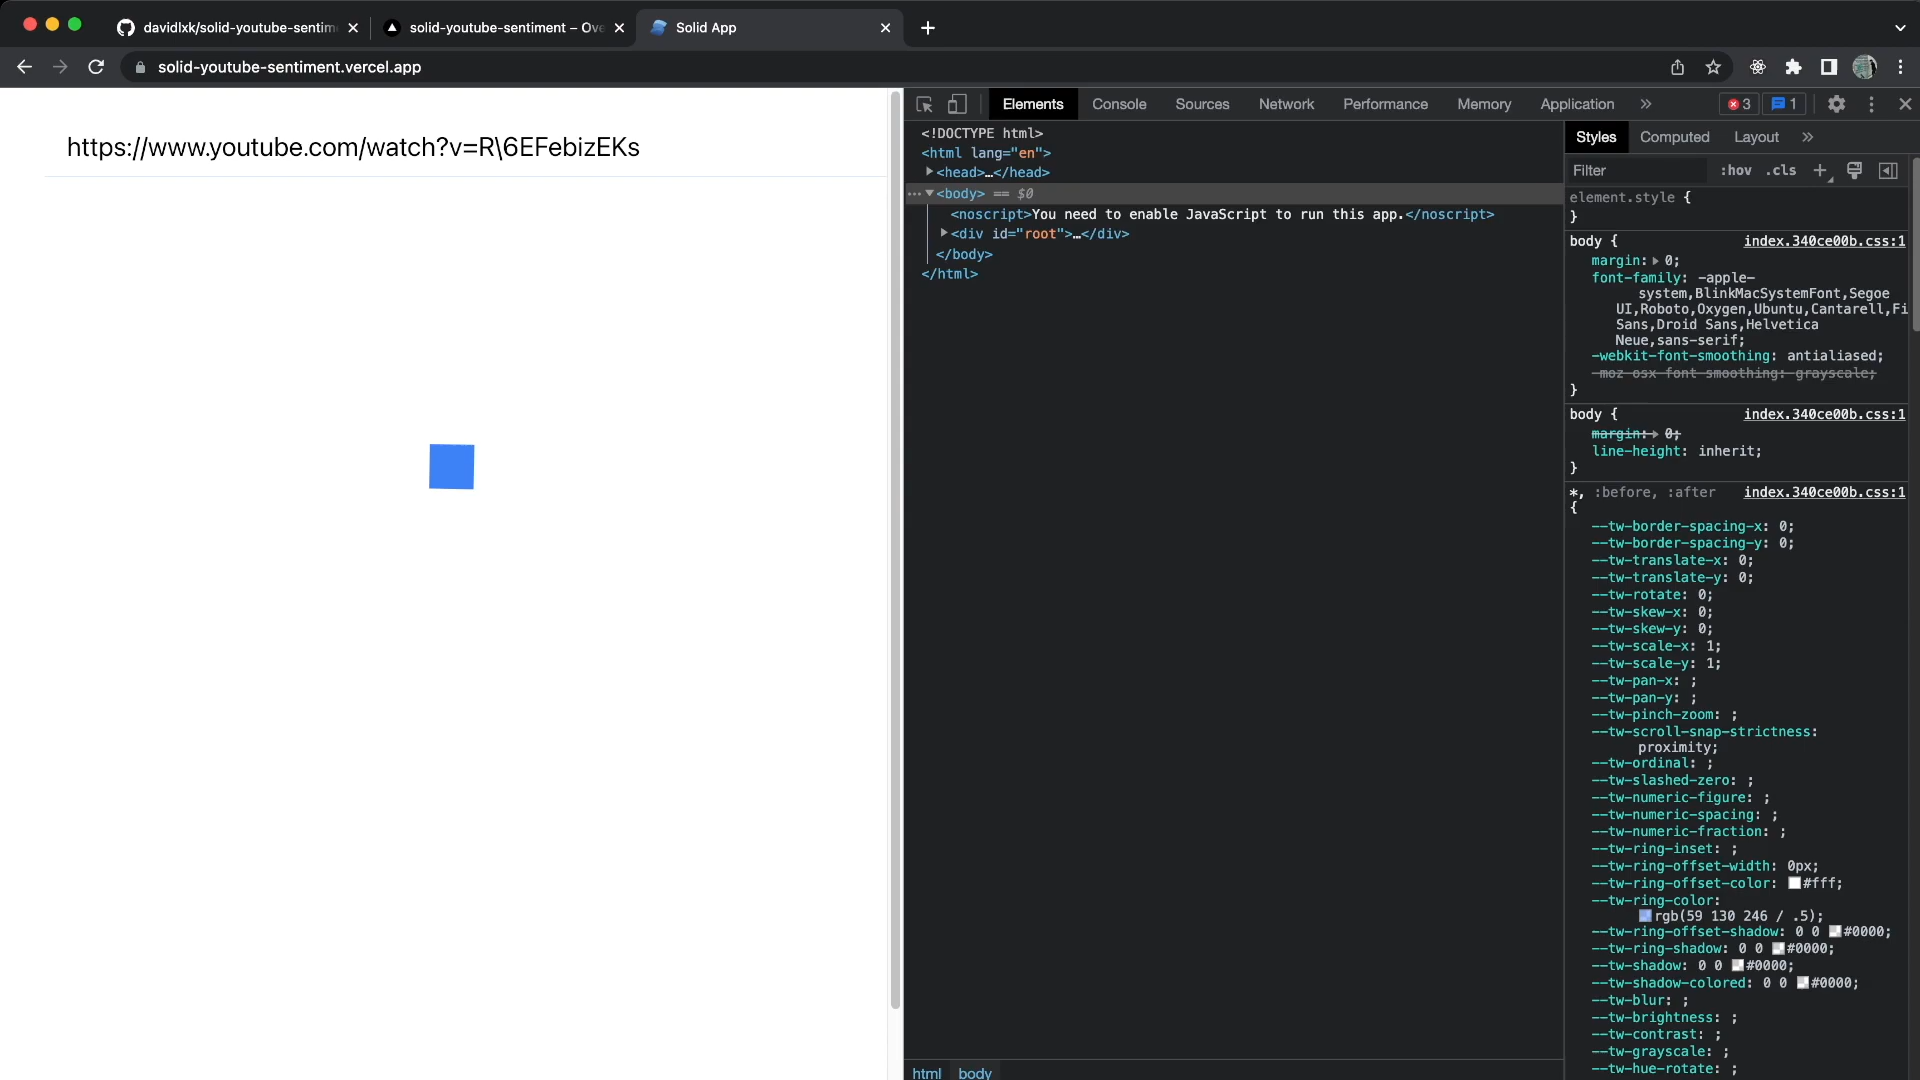 davidlxk/solid-youtube-sentim
solid-youtube-sentiment – Ove
Solid App
solid-youtube-sentiment.vercel.app
https://www.youtube.com/watch?v=R\6EFebizEKs
Elements Console Sources Network Performance Memory Application » 3 1
<!DOCTYPE html>
<html lang="en">
<head>…</head>
<body> == $0
<noscript>You need to enable JavaScript to run this app.</noscript>
<div id="root">…</div>
</body>
</html>
html body
Styles Computed Layout »
Filter :hov .cls
element.style {
}
body { index.340ce00b.css:1
margin: 0;
font-family: -apple-
system,BlinkMacSystemFont,Segoe
UI,Roboto,Oxygen,Ubuntu,Cantarell,Fi
Sans,Droid Sans,Helvetica
Neue,sans-serif;
-webkit-font-smoothing: antialiased;
-moz-osx-font-smoothing: grayscale;
}
body { index.340ce00b.css:1
margin: 0;
line-height: inherit;
}
*, :before, :after index.340ce00b.css:1
{
--tw-border-spacing-x: 0;
--tw-border-spacing-y: 0;
--tw-translate-x: 0;
--tw-translate-y: 0;
--tw-rotate: 0;
--tw-skew-x: 0;
--tw-skew-y: 0;
--tw-scale-x: 1;
--tw-scale-y: 1;
--tw-pan-x: ;
--tw-pan-y: ;
--tw-pinch-zoom: ;
--tw-scroll-snap-strictness:
proximity;
--tw-ordinal: ;
--tw-slashed-zero: ;
--tw-numeric-figure: ;
--tw-numeric-spacing: ;
--tw-numeric-fraction: ;
--tw-ring-inset: ;
--tw-ring-offset-width: 0px;
--tw-ring-offset-color: #fff;
--tw-ring-color:
rgb(59 130 246 / .5);
--tw-ring-offset-shadow: 0 0 #0000;
--tw-ring-shadow: 0 0 #0000;
--tw-shadow: 0 0 #0000;
--tw-shadow-colored: 0 0 #0000;
--tw-blur: ;
--tw-brightness: ;
--tw-contrast: ;
--tw-grayscale: ;
--tw-hue-rotate: ;